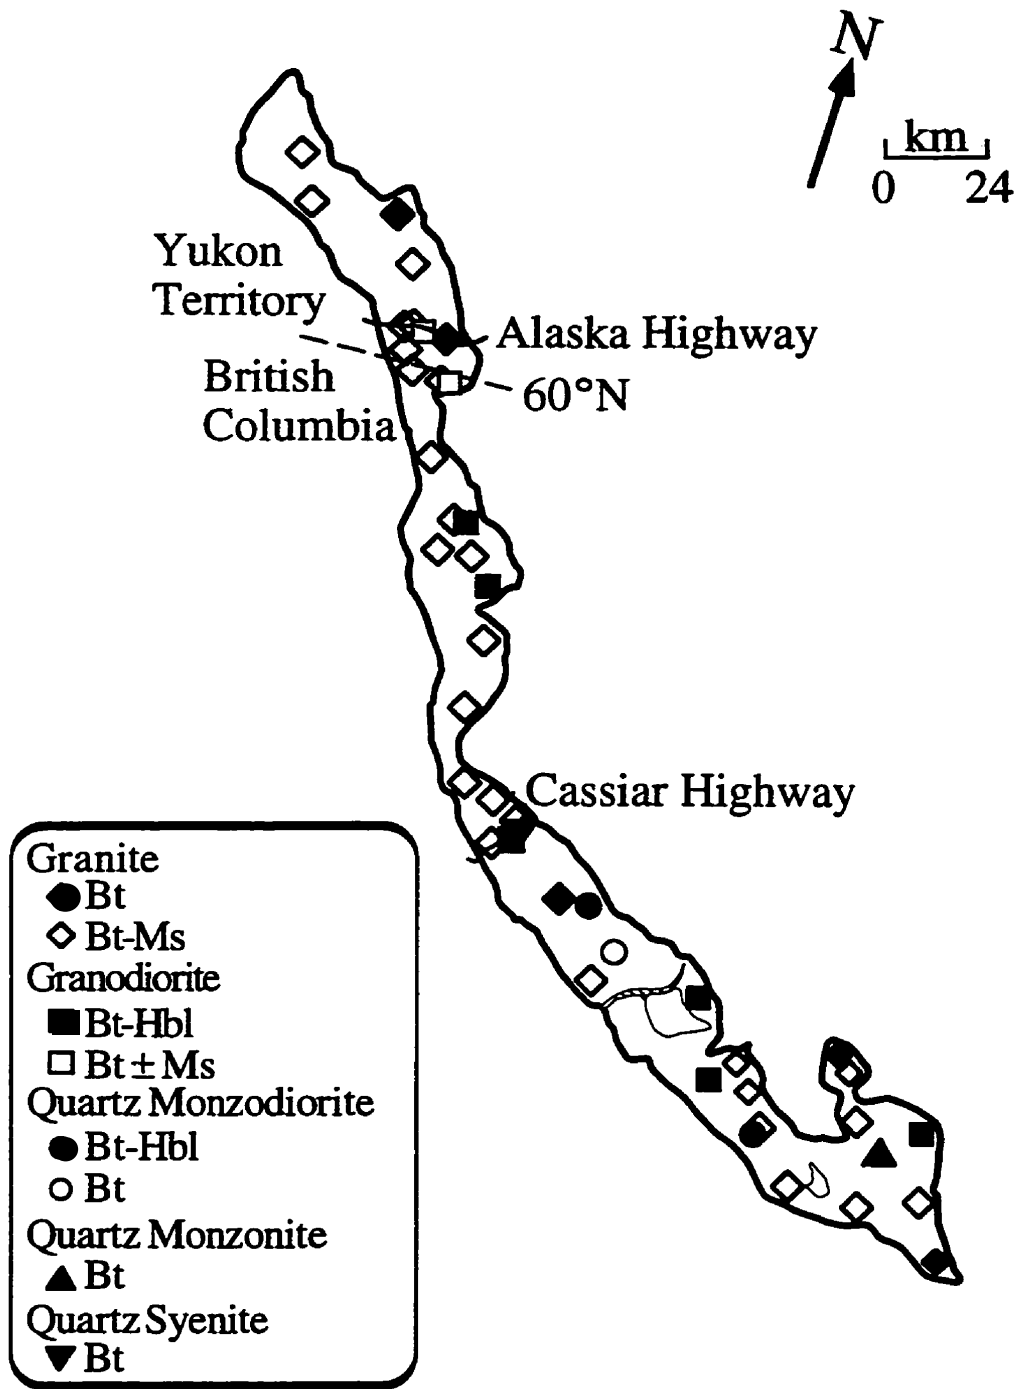 N
km
0 24
Yukon
Territory
Alaska Highway
British
Columbia
60°N
Cassiar Highway
Granite
Bt
Bt-Ms
Granodiorite
Bt-Hbl
Bt ± Ms
Quartz Monzodiorite
Bt-Hbl
Bt
Quartz Monzonite
Bt
Quartz Syenite
Bt